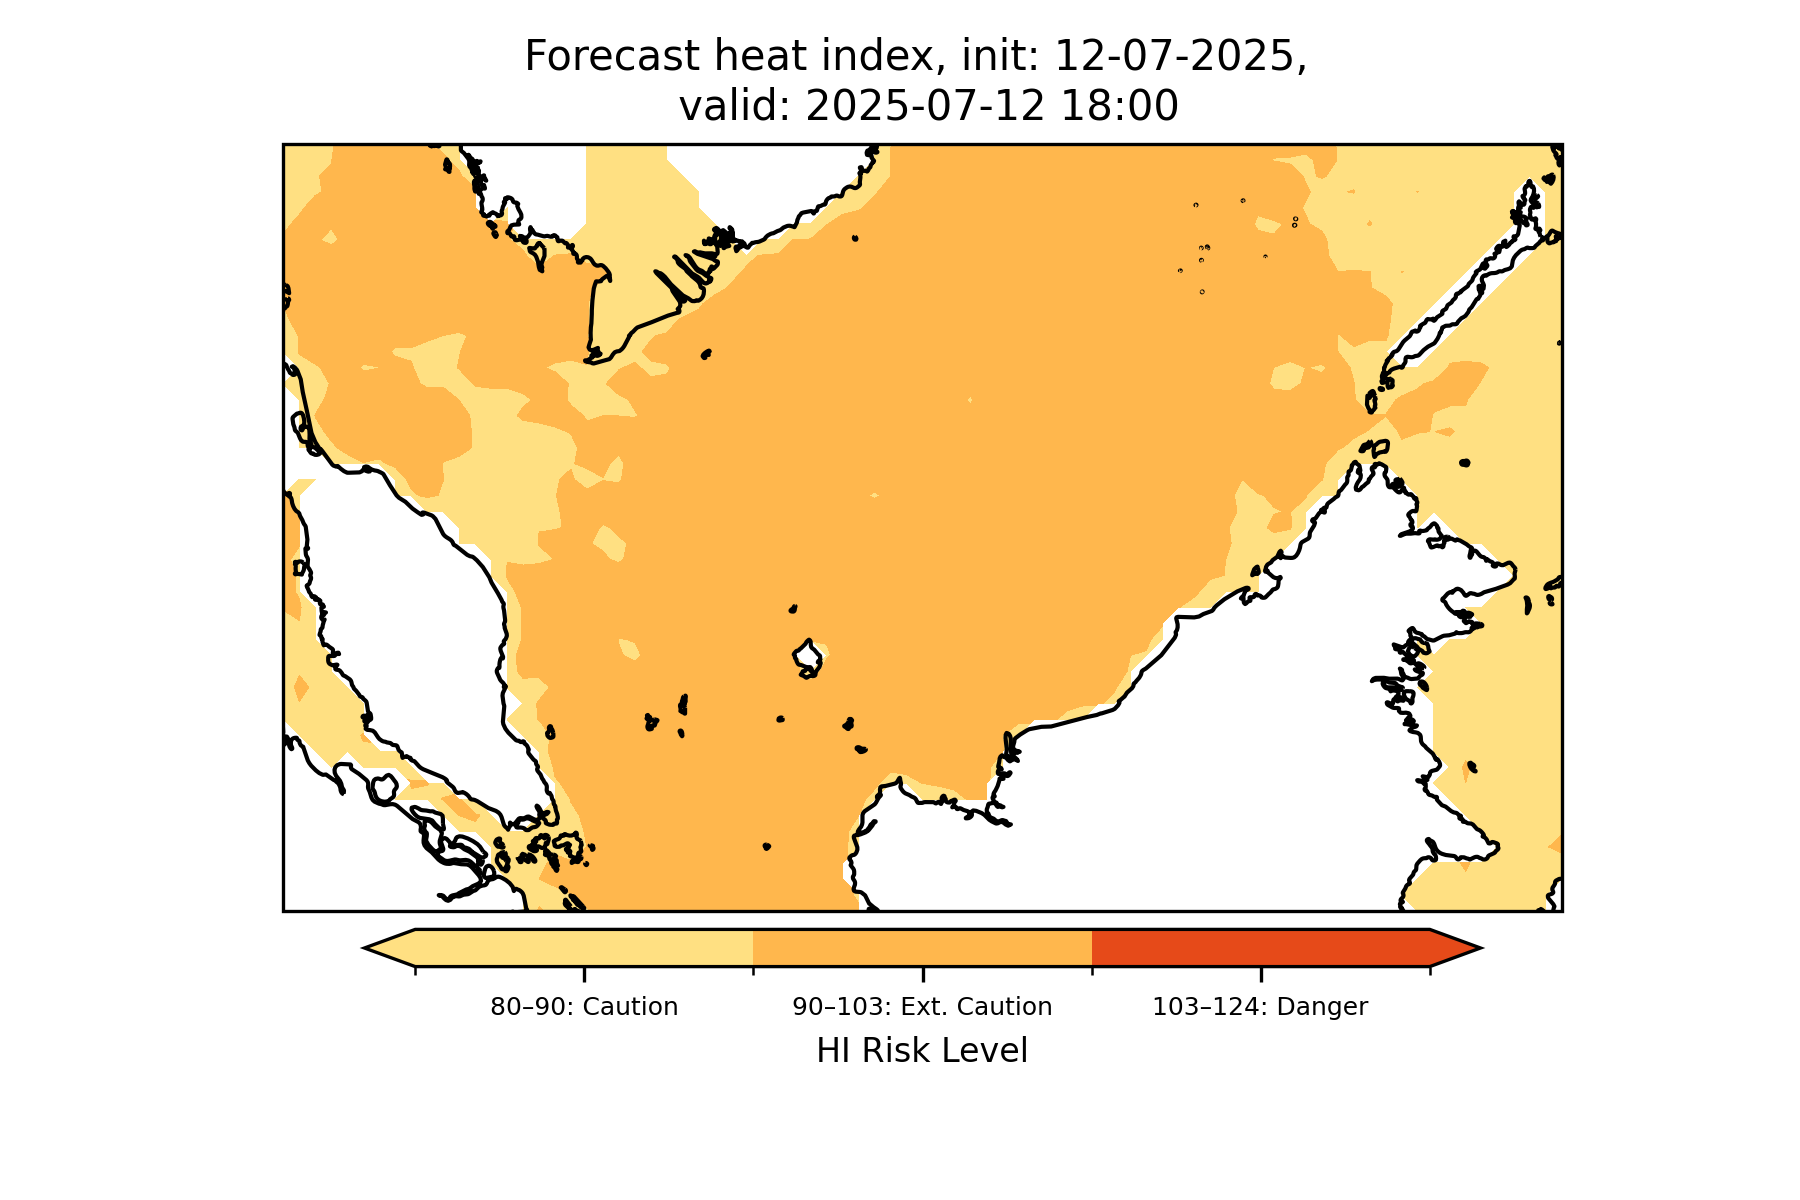 Forecast heat index, init: 12-07-2025,
valid: 2025-07-12 18:00
80–90: Caution
90–103: Ext. Caution
103–124: Danger
HI Risk Level